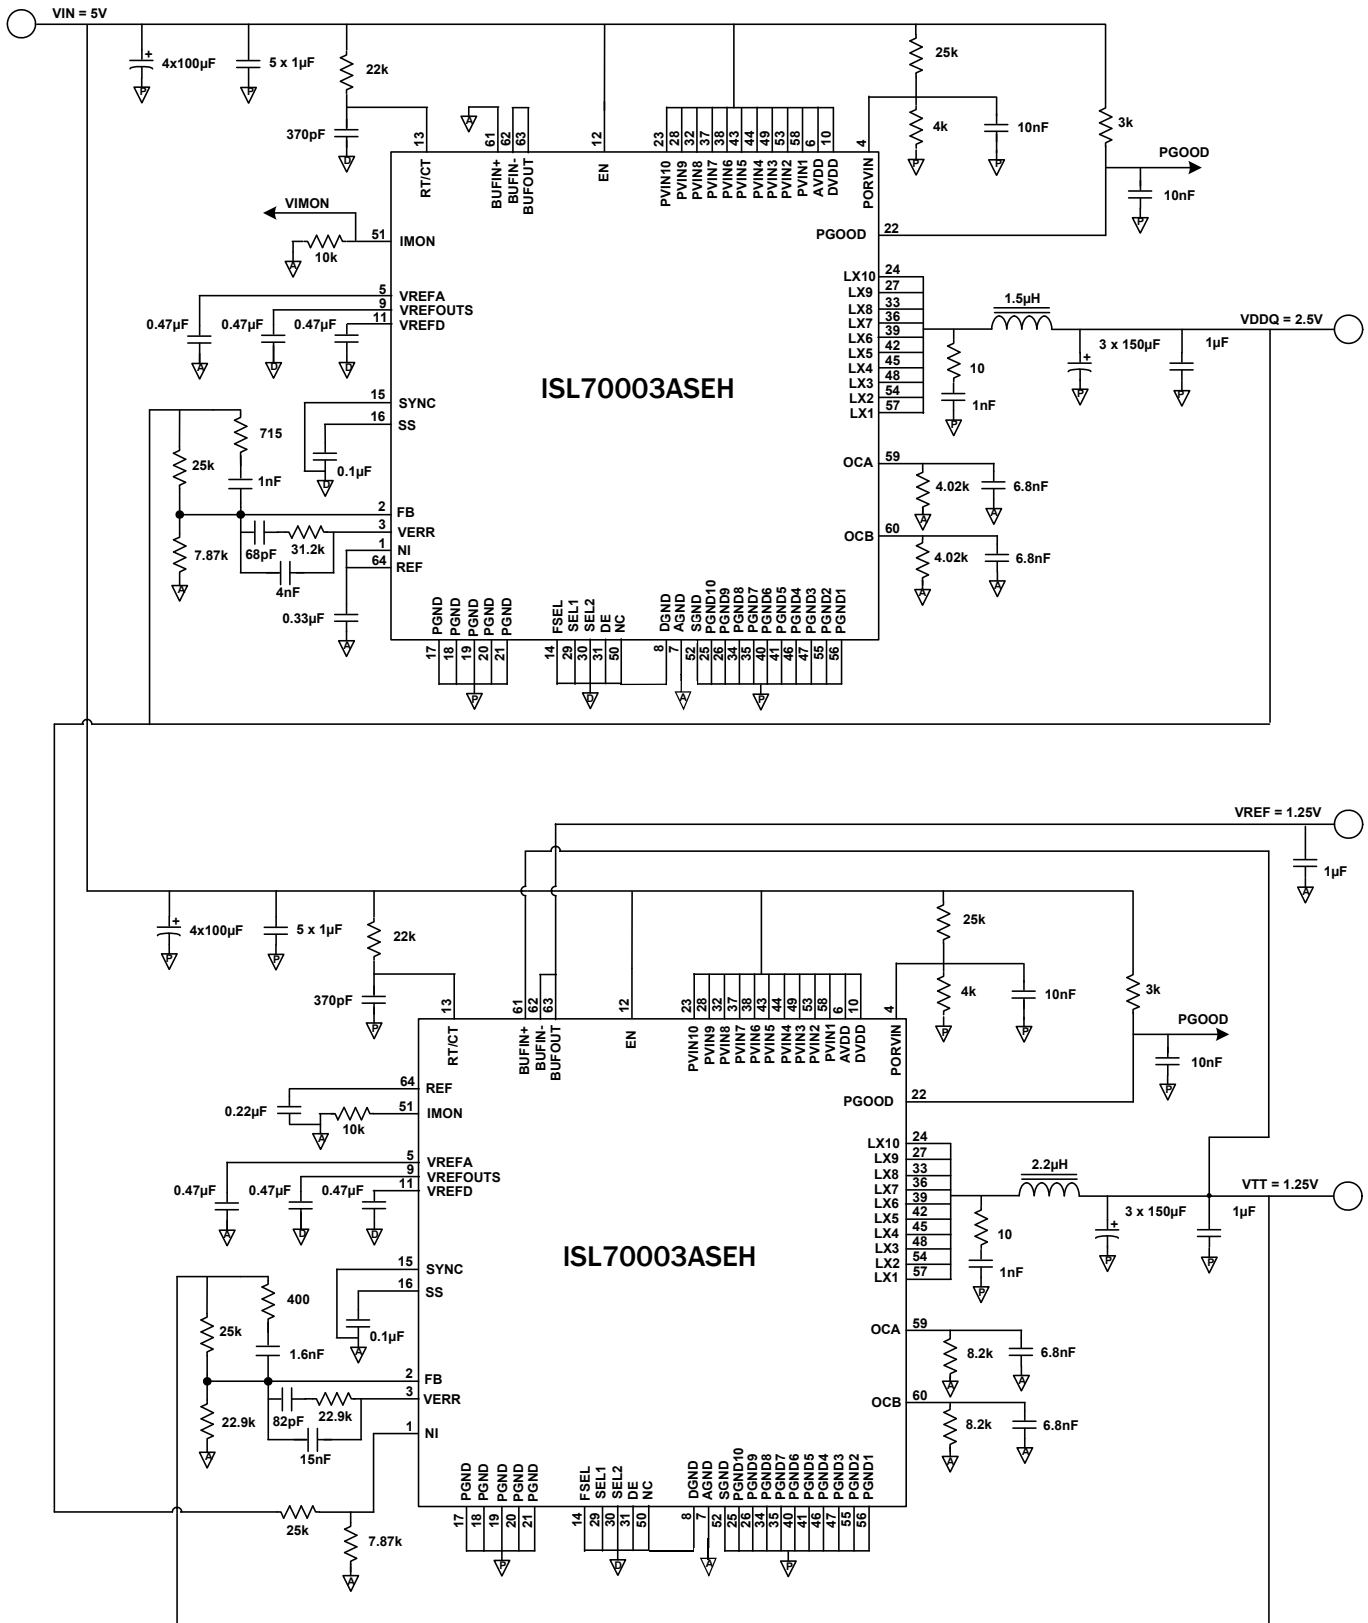 VIN = 5V
4x100µF
5 x 1µF
22k
25k
370pF
13
61
62
63
12
23
28
32
37
38
43
44
49
53
58
6
10
4
4k
10nF
3k
PGOOD
10nF
RT/CT
BUFIN+
BUFIN-
BUFOUT
EN
PVIN10
PVIN9
PVIN8
PVIN7
PVIN6
PVIN5
PVIN4
PVIN3
PVIN2
PVIN1
AVDD
DVDD
PORVIN
VIMON
51
IMON
10k
PGOOD
22
5
VREFA
9
VREFOUTS
11
VREFD
0.47µF
0.47µF
0.47µF
LX10
24
LX9
27
LX8
33
LX7
36
LX6
39
LX5
42
LX4
45
LX3
48
LX2
54
LX1
57
1.5µH
VDDQ = 2.5V
3 x 150µF
1µF
10
1nF
ISL70003ASEH
15
SYNC
16
SS
0.1µF
715
25k
1nF
2
FB
3
VERR
1
NI
64
REF
68pF
31.2k
7.87k
4nF
0.33µF
OCA
59
4.02k
6.8nF
OCB
60
4.02k
6.8nF
PGND
PGND
PGND
PGND
PGND
17
18
19
20
21
FSEL
SEL1
SEL2
DE
NC
14
29
30
31
50
DGND
AGND
SGND
PGND10
PGND9
PGND8
PGND7
PGND6
PGND5
PGND4
PGND3
PGND2
PGND1
8
7
52
25
26
34
35
40
41
46
47
55
56
P
P
D
P
A
D
P
P
P
A
A
D
D
P
P
P
D
A
A
A
A
A
A
P
D
A
P
VREF = 1.25V
1µF
A
4x100µF
5 x 1µF
22k
25k
370pF
13
61
62
63
12
23
28
32
37
38
43
44
49
53
58
6
10
4
4k
10nF
3k
PGOOD
10nF
RT/CT
BUFIN+
BUFIN-
BUFOUT
EN
PVIN10
PVIN9
PVIN8
PVIN7
PVIN6
PVIN5
PVIN4
PVIN3
PVIN2
PVIN1
AVDD
DVDD
PORVIN
64
REF
0.22µF
51
IMON
10k
PGOOD
22
5
VREFA
9
VREFOUTS
11
VREFD
0.47µF
0.47µF
0.47µF
LX10
24
LX9
27
LX8
33
LX7
36
LX6
39
LX5
42
LX4
45
LX3
48
LX2
54
LX1
57
2.2µH
VTT = 1.25V
3 x 150µF
1µF
10
1nF
ISL70003ASEH
15
SYNC
16
SS
0.1µF
400
25k
1.6nF
2
FB
3
VERR
1
NI
82pF
22.9k
22.9k
15nF
25k
7.87k
OCA
59
8.2k
6.8nF
OCB
60
8.2k
6.8nF
PGND
PGND
PGND
PGND
PGND
17
18
19
20
21
FSEL
SEL1
SEL2
DE
NC
14
29
30
31
50
DGND
AGND
SGND
PGND10
PGND9
PGND8
PGND7
PGND6
PGND5
PGND4
PGND3
PGND2
PGND1
8
7
52
25
26
34
35
40
41
46
47
55
56
P
P
P
P
P
P
A
A
D
D
P
P
P
A
A
A
A
A
A
A
P
D
A
P